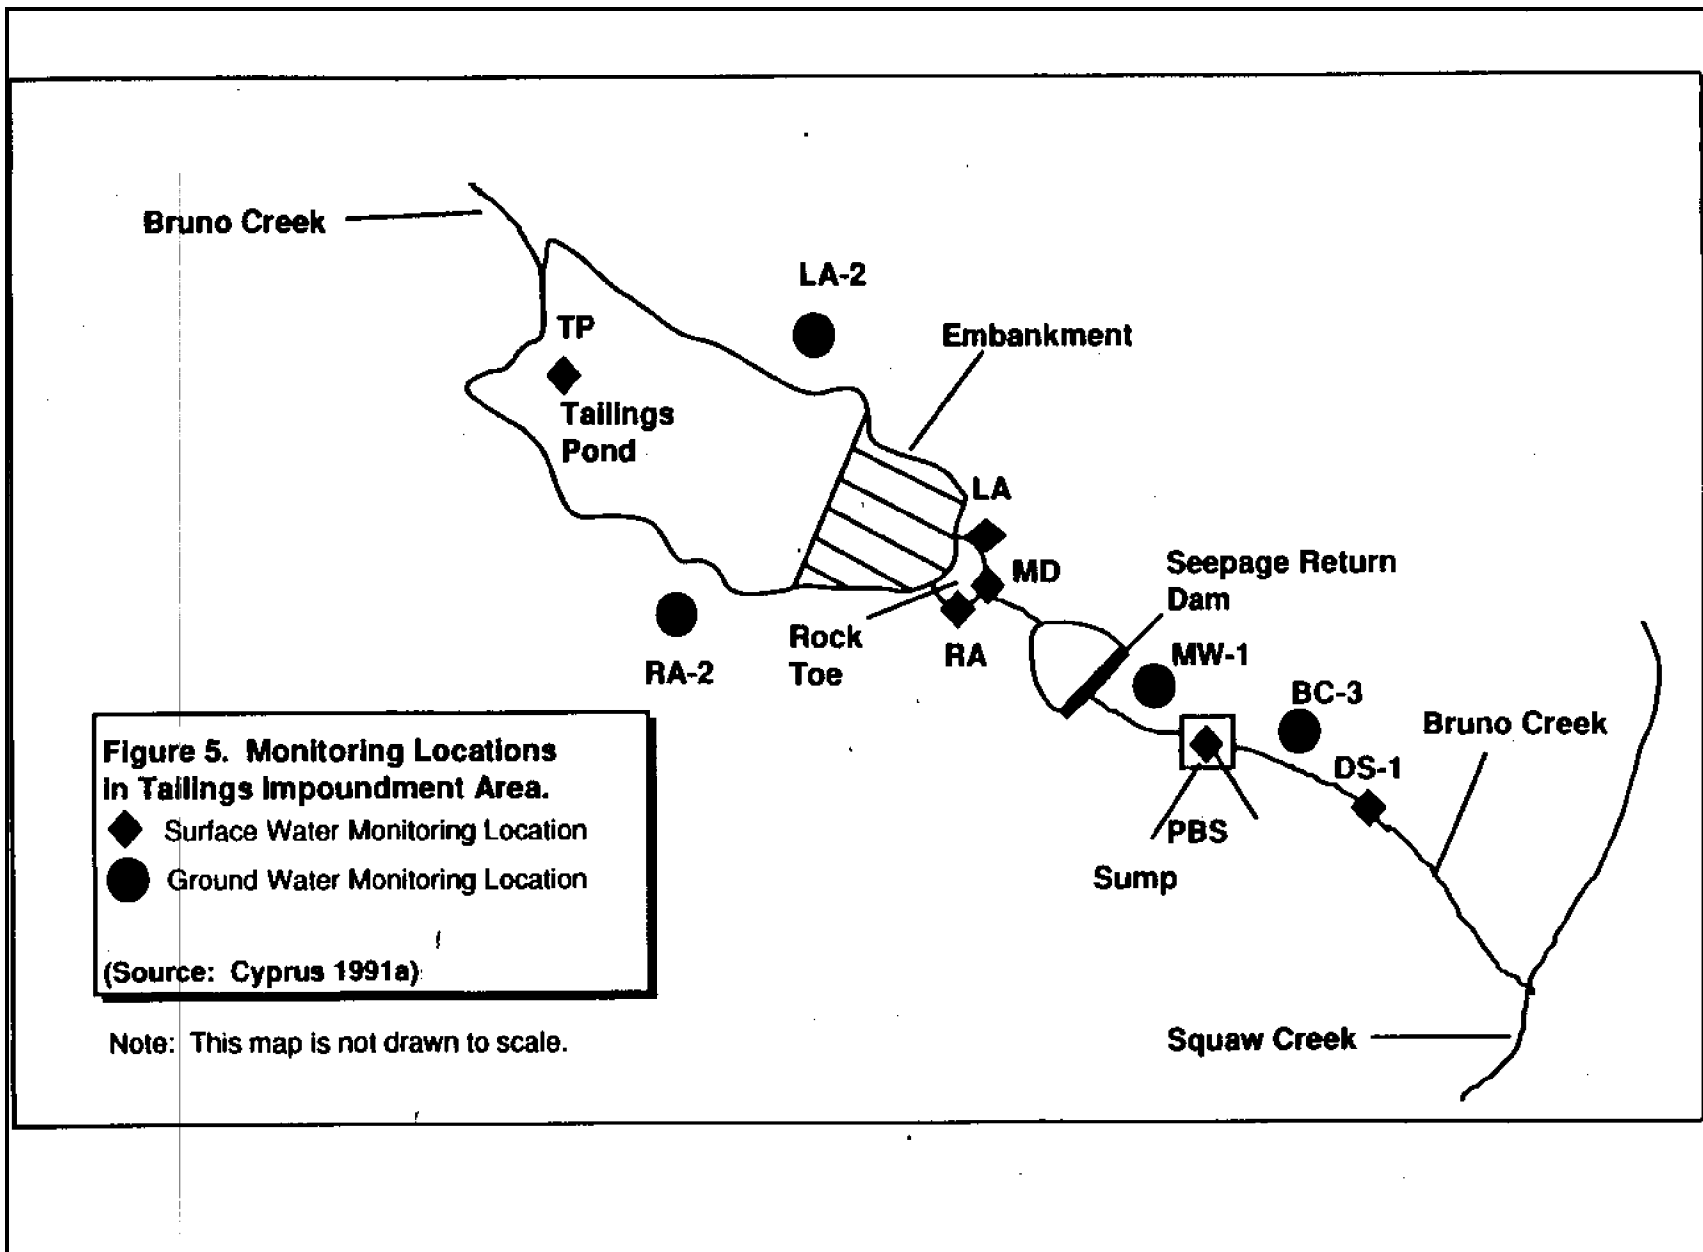 Bruno Creek
LA-2
Embankment
TP
Tailings
Pond
LA
MD
Seepage Return
Dam
Rock
Toe
RA
MW-1
RA-2
BC-3
Bruno Creek
DS-1
PBS
Sump
Squaw Creek
Figure 5. Monitoring Locations
in Tailings Impoundment Area.
Surface Water Monitoring Location
Ground Water Monitoring Location
(Source: Cyprus 1991a)
Note: This map is not drawn to scale.